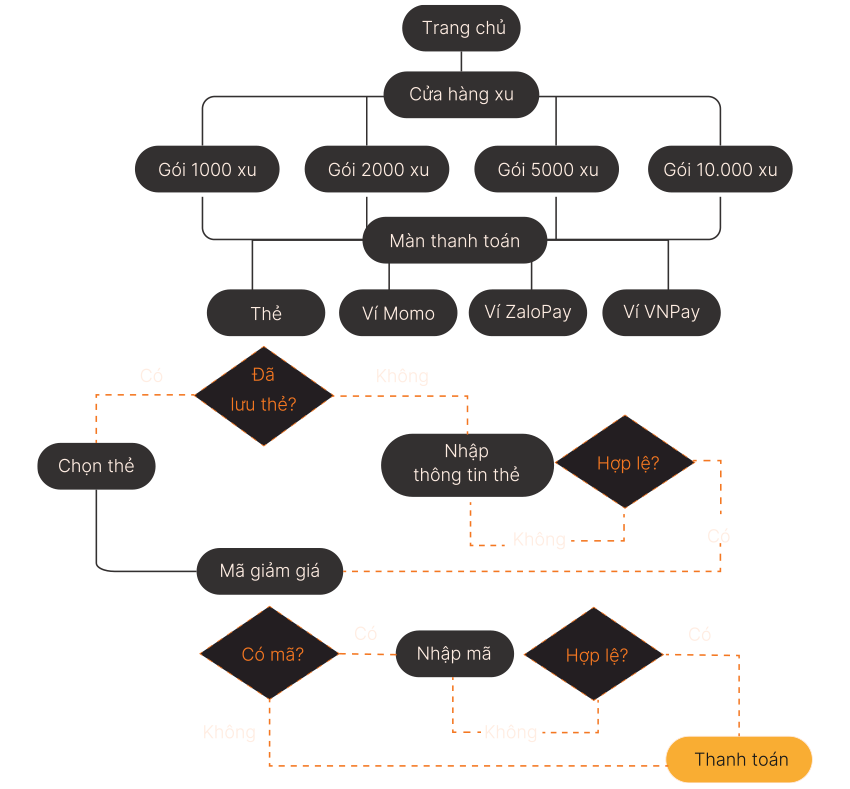 Trang chủ
Cửa hàng xu
Gói 1000 xu
Gói 2000 xu
Gói 5000 xu
Gói 10.000 xu
Màn thanh toán
Thẻ
Ví Momo
Ví ZaloPay
Ví VNPay
Có
Đã
lưu thẻ?
Không
Chọn thẻ
Nhập
thông tin thẻ
Hợp lệ?
Không
Có
Mã giảm giá
Có mã?
Có
Nhập mã
Hợp lệ?
Có
Không
Không
Thanh toán